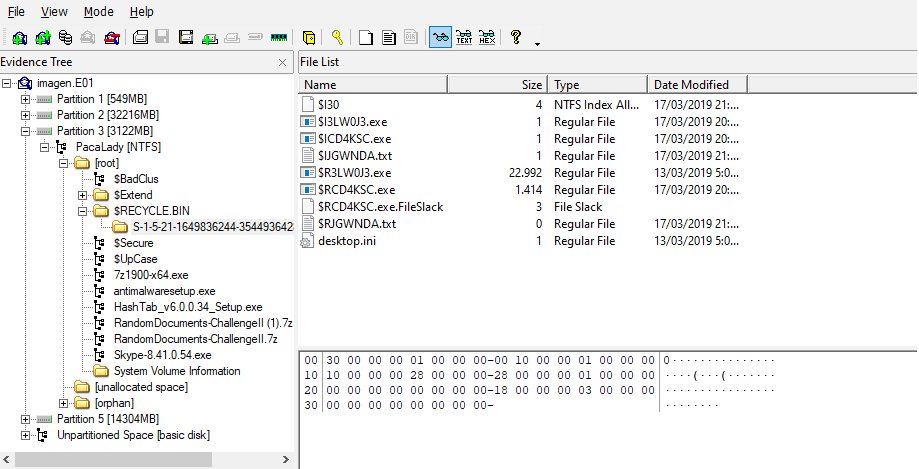 File View Mode Help
Evidence Tree
imagen.E01
Partition 1 [549MB]
Partition 2 [32216MB]
Partition 3 [3122MB]
PacaLady [NTFS]
[root]
$BadClus
$Extend
$RECYCLE.BIN
S-1-5-21-1649836244-354493642
$Secure
$UpCase
7z1900-x64.exe
antimalwaresetup.exe
HashTab_v6.0.0.34_Setup.exe
RandomDocuments-ChallengeII (1).7z
RandomDocuments-ChallengeII.7z
Skype-8.41.0.54.exe
System Volume Information
[unallocated space]
[orphan]
Partition 5 [14304MB]
Unpartitioned Space [basic disk]
File List
Name Size Type Date Modified
$I30 4 NTFS Index All... 17/03/2019 21:...
$I3LW0J3.exe 1 Regular File 17/03/2019 20:...
$ICD4KSC.exe 1 Regular File 17/03/2019 20:...
$IJGWNDA.txt 1 Regular File 17/03/2019 21:...
$R3LW0J3.exe 22.992 Regular File 13/03/2019 5:0...
$RCD4KSC.exe 1.414 Regular File 17/03/2019 20:...
$RCD4KSC.exe.FileSlack 3 File Slack
$RJGWNDA.txt 0 Regular File 17/03/2019 21:...
desktop.ini 1 Regular File 13/03/2019 5:0...
00 30 00 00 00 01 00 00 00-00 10 00 00 01 00 00 00 0···············
10 10 00 00 00 28 00 00 00-28 00 00 00 01 00 00 00 ····(···(·······
20 00 00 00 00 00 00 00 00-18 00 00 00 03 00 00 00 ················
30 00 00 00 00 00 00 00 00- ········